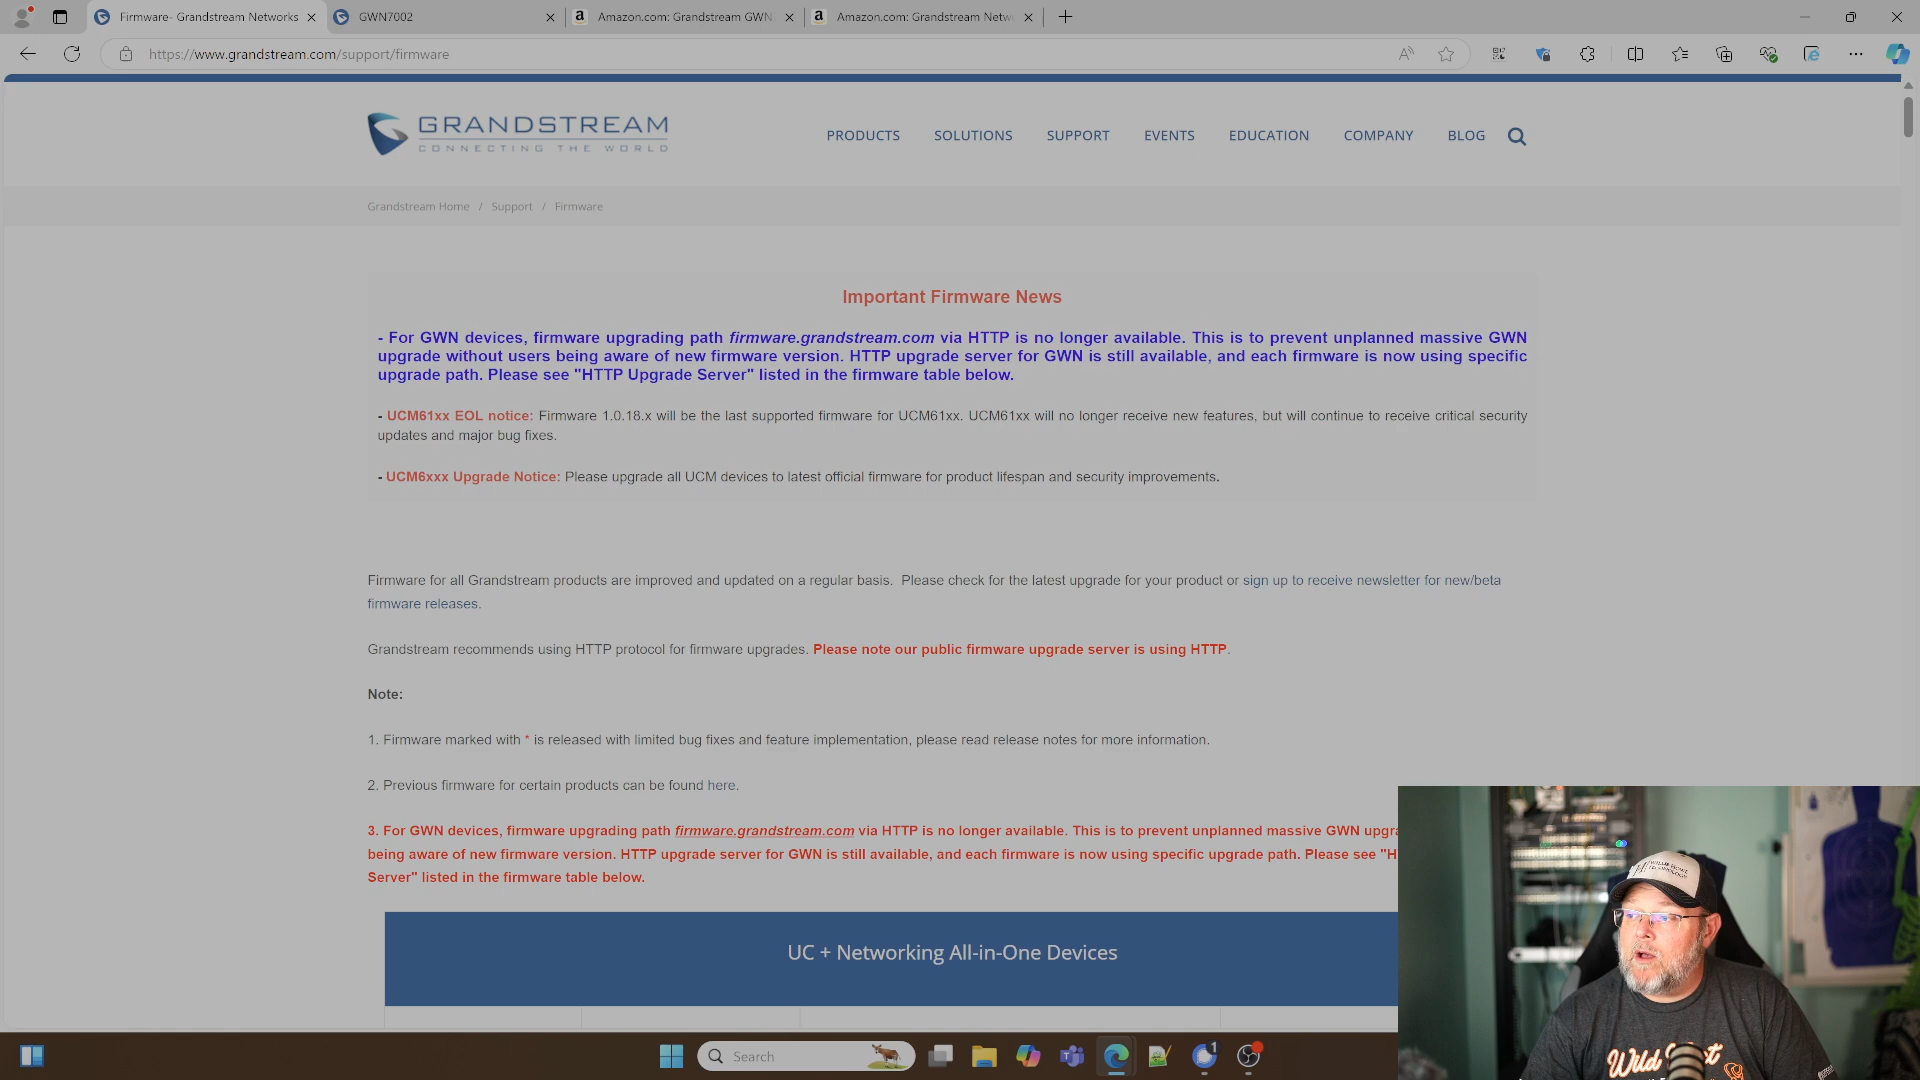 Firmware- Grandstream Networks
GWN7002
Amazon.com: Grandstream GWN
Amazon.com: Grandstream Netw
https://www.grandstream.com/support/firmware
GRANDSTREAM
CONNECTING THE WORLD
PRODUCTS
SOLUTIONS
SUPPORT
EVENTS
EDUCATION
COMPANY
BLOG
Grandstream Home / Support / Firmware
Important Firmware News
- For GWN devices, firmware upgrading path firmware.grandstream.com via HTTP is no longer available. This is to prevent unplanned massive GWN
upgrade without users being aware of new firmware version. HTTP upgrade server for GWN is still available, and each firmware is now using specific
upgrade path. Please see "HTTP Upgrade Server" listed in the firmware table below.
- UCM61xx EOL notice: Firmware 1.0.18.x will be the last supported firmware for UCM61xx. UCM61xx will no longer receive new features, but will continue to receive critical security
updates and major bug fixes.
- UCM6xxx Upgrade Notice: Please upgrade all UCM devices to latest official firmware for product lifespan and security improvements.
Firmware for all Grandstream products are improved and updated on a regular basis. Please check for the latest upgrade for your product or sign up to receive newsletter for new/beta
firmware releases.
Grandstream recommends using HTTP protocol for firmware upgrades. Please note our public firmware upgrade server is using HTTP.
Note:
1. Firmware marked with * is released with limited bug fixes and feature implementation, please read release notes for more information.
2. Previous firmware for certain products can be found here.
3. For GWN devices, firmware upgrading path firmware.grandstream.com via HTTP is no longer available. This is to prevent unplanned massive GWN upgra
being aware of new firmware version. HTTP upgrade server for GWN is still available, and each firmware is now using specific upgrade path. Please see "H
Server" listed in the firmware table below.
UC + Networking All-in-One Devices
WILLIE HOWE
TECHNOLOGY
Wild
Search
1